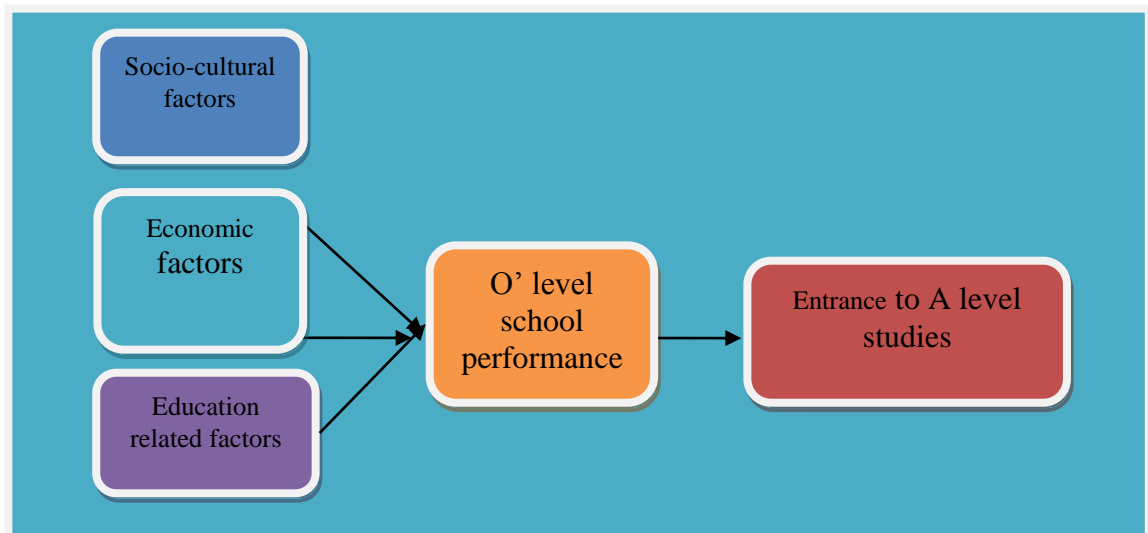 Socio-cultural
factors
Economic
factors
Education
related factors
O’ level
school
performance
Entrance to A level
studies